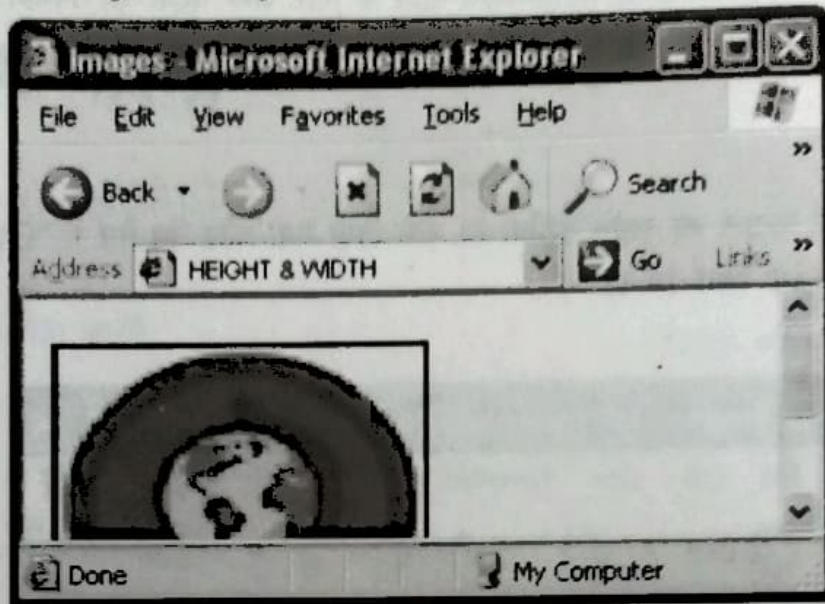 Images - Microsoft Internet Explorer
File Edit View Favorites Tools Help
Back Search
Address HEIGHT & WIDTH Go Links
Done My Computer